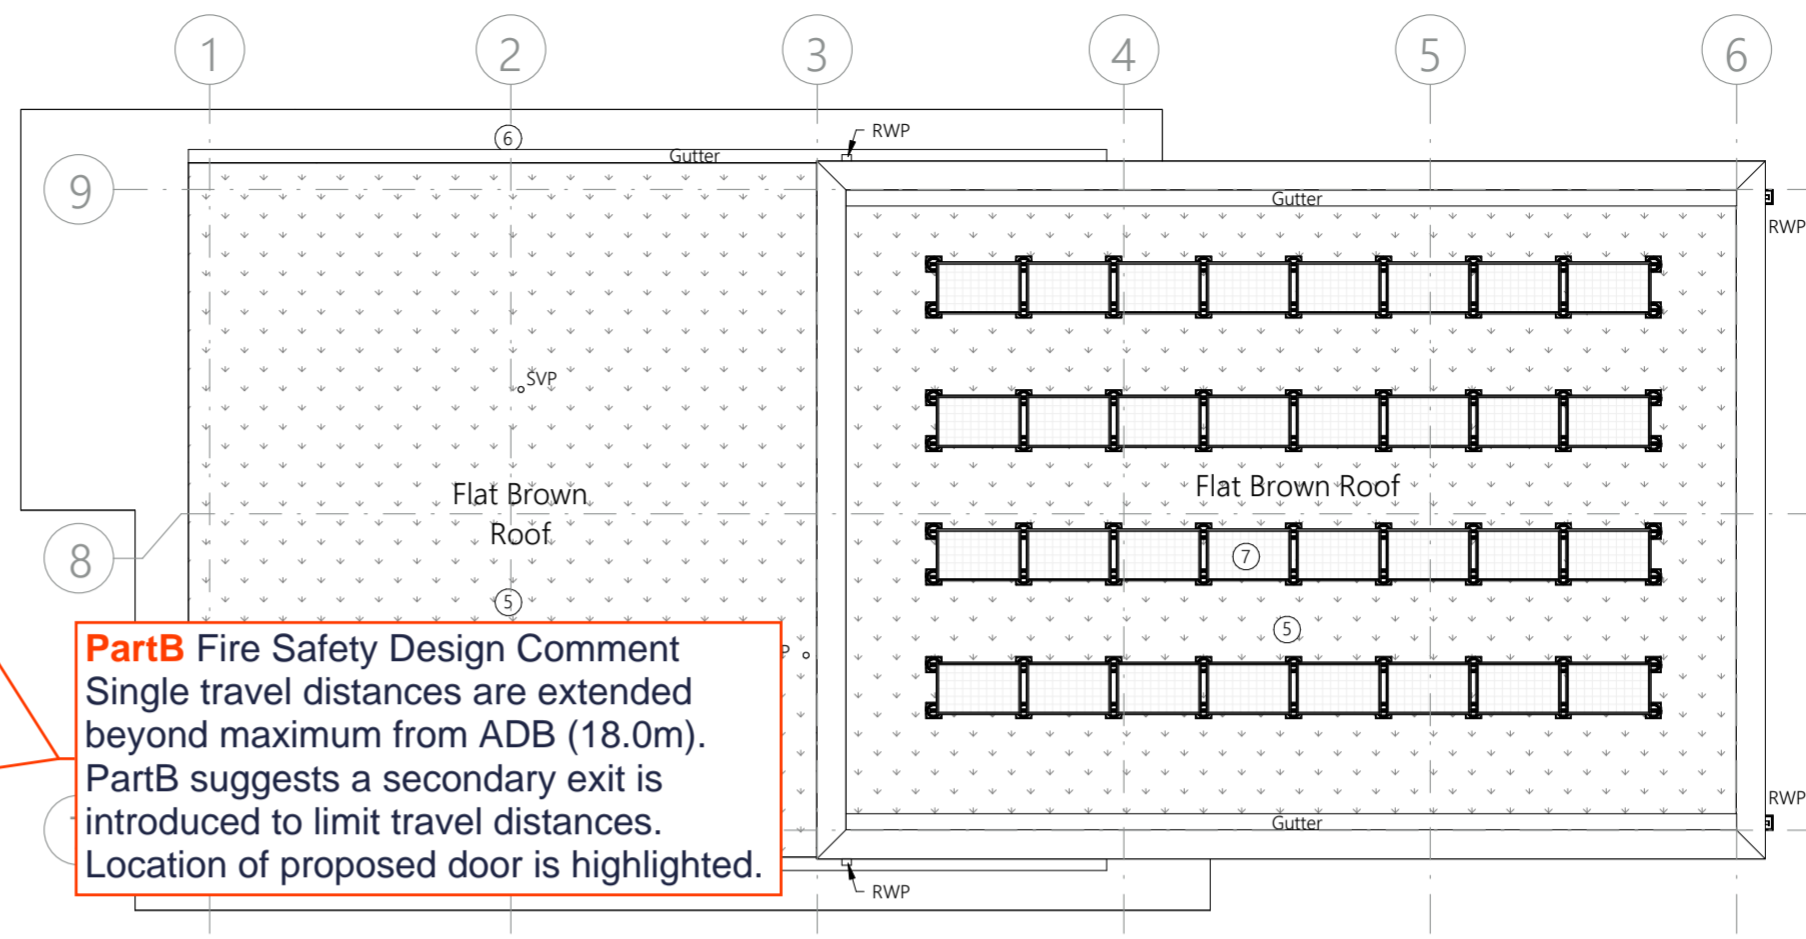 1 2 3 4 5 6
RWP
6
Gutter
9
Gutter
RWP
SVP
Flat Brown
Roof
Flat Brown Roof
8
7
5
5
PartB Fire Safety Design Comment
Single travel distances are extended
beyond maximum from ADB (18.0m).
PartB suggests a secondary exit is
introduced to limit travel distances.
Location of proposed door is highlighted.
P
RWP
Gutter
RWP